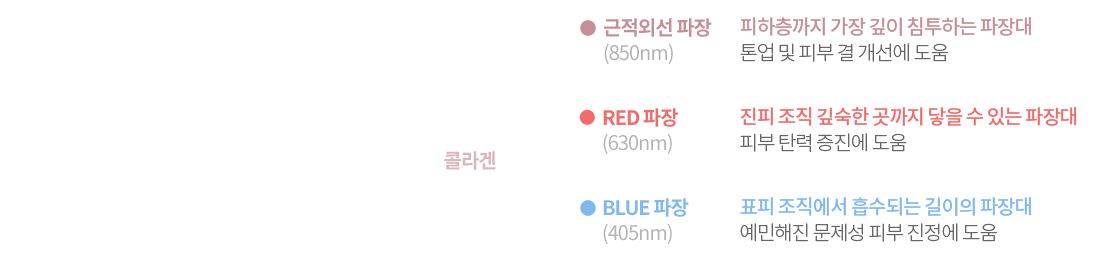 근적외선 파장
(850nm)
피하층까지 가장 깊이 침투하는 파장대
톤업 및 피부 결 개선에 도움
RED 파장
(630nm)
진피 조직 깊숙한 곳까지 닿을 수 있는 파장대
피부 탄력 증진에 도움
콜라겐
BLUE 파장
(405nm)
표피 조직에서 흡수되는 길이의 파장대
예민해진 문제성 피부 진정에 도움